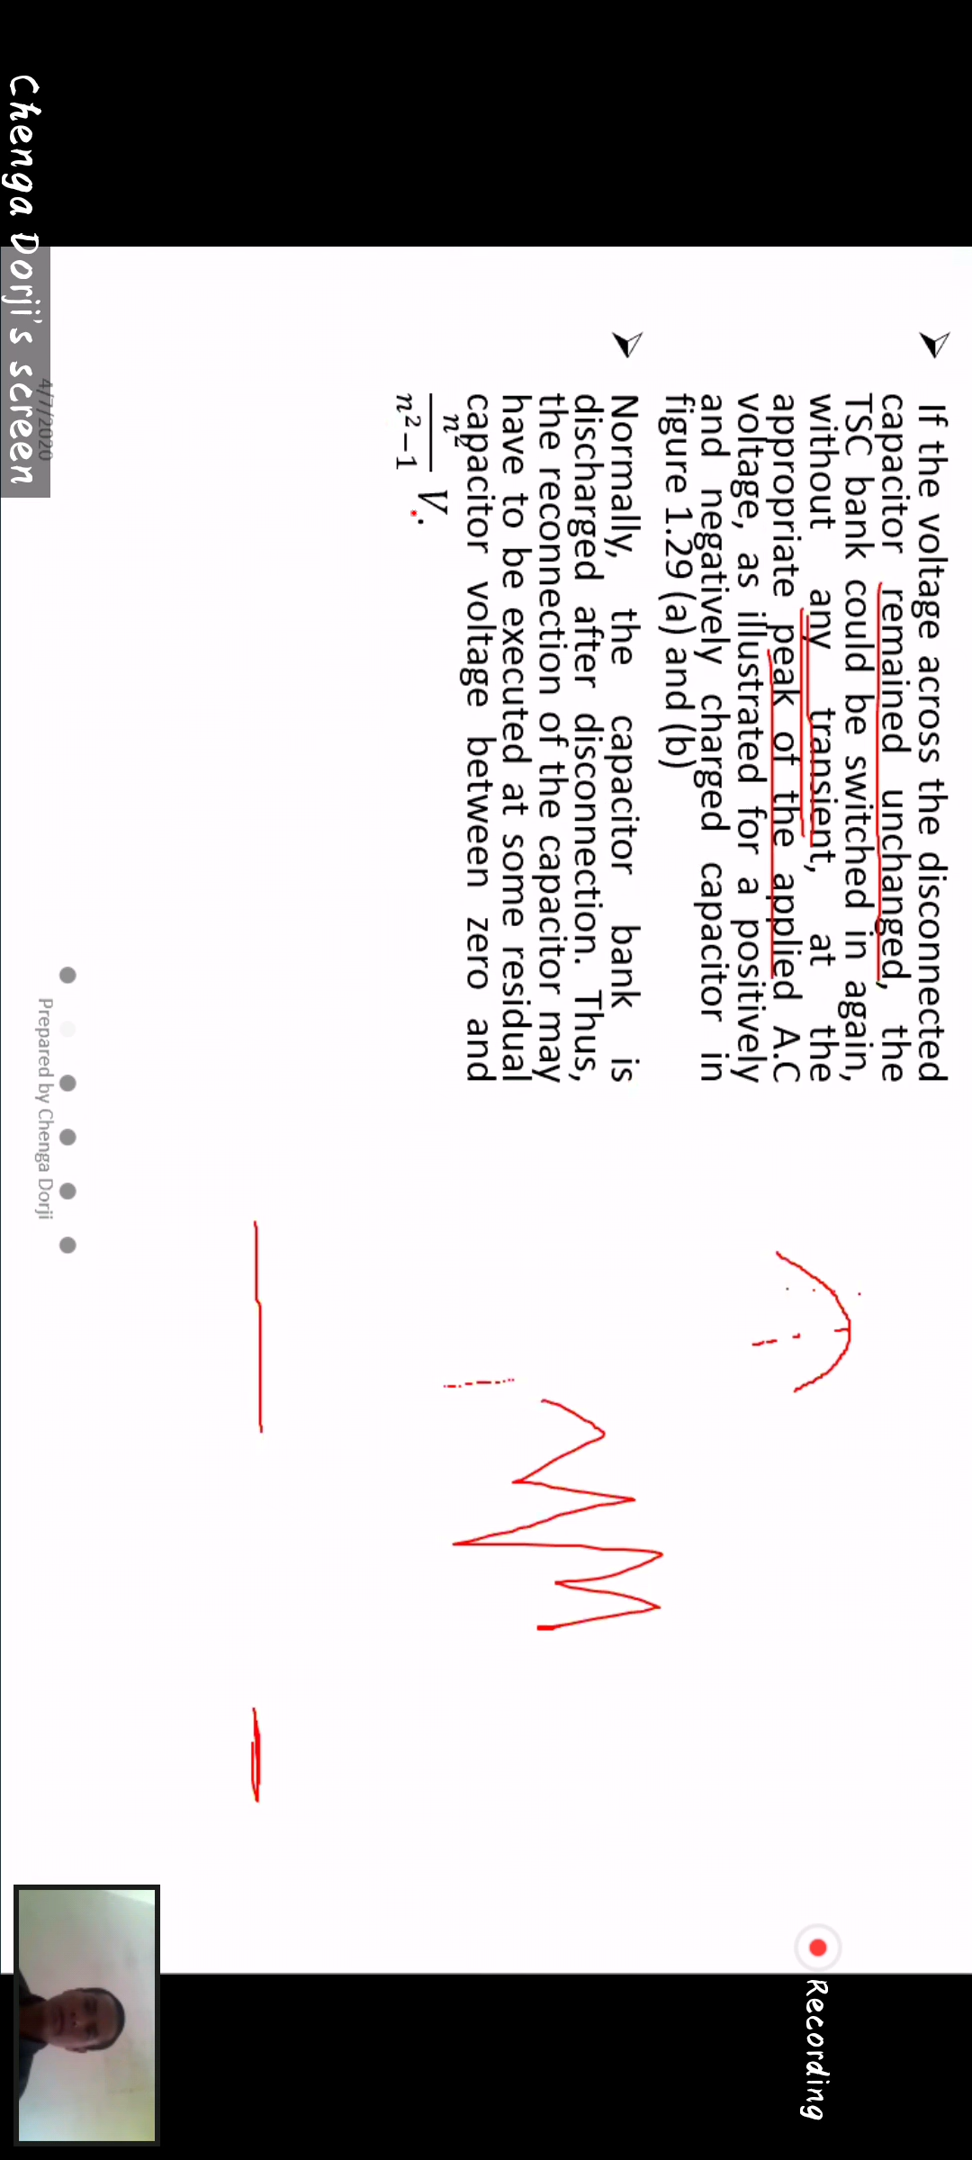 Recording
➤ If the voltage across the disconnected
capacitor remained unchanged, the
TSC bank could be switched in again,
without any transient, at the
appropriate peak of the applied A.C
voltage, as illustrated for a positively
and negatively charged capacitor in
figure 1.29 (a) and (b)
➤ Normally, the capacitor bank is
discharged after disconnection. Thus,
the reconnection of the capacitor may
have to be executed at some residual
capacitor voltage between zero and
n²/n²−1 V.
4/7/2020
Prepared by Chenga Dorji
Chenga Dorji's screen